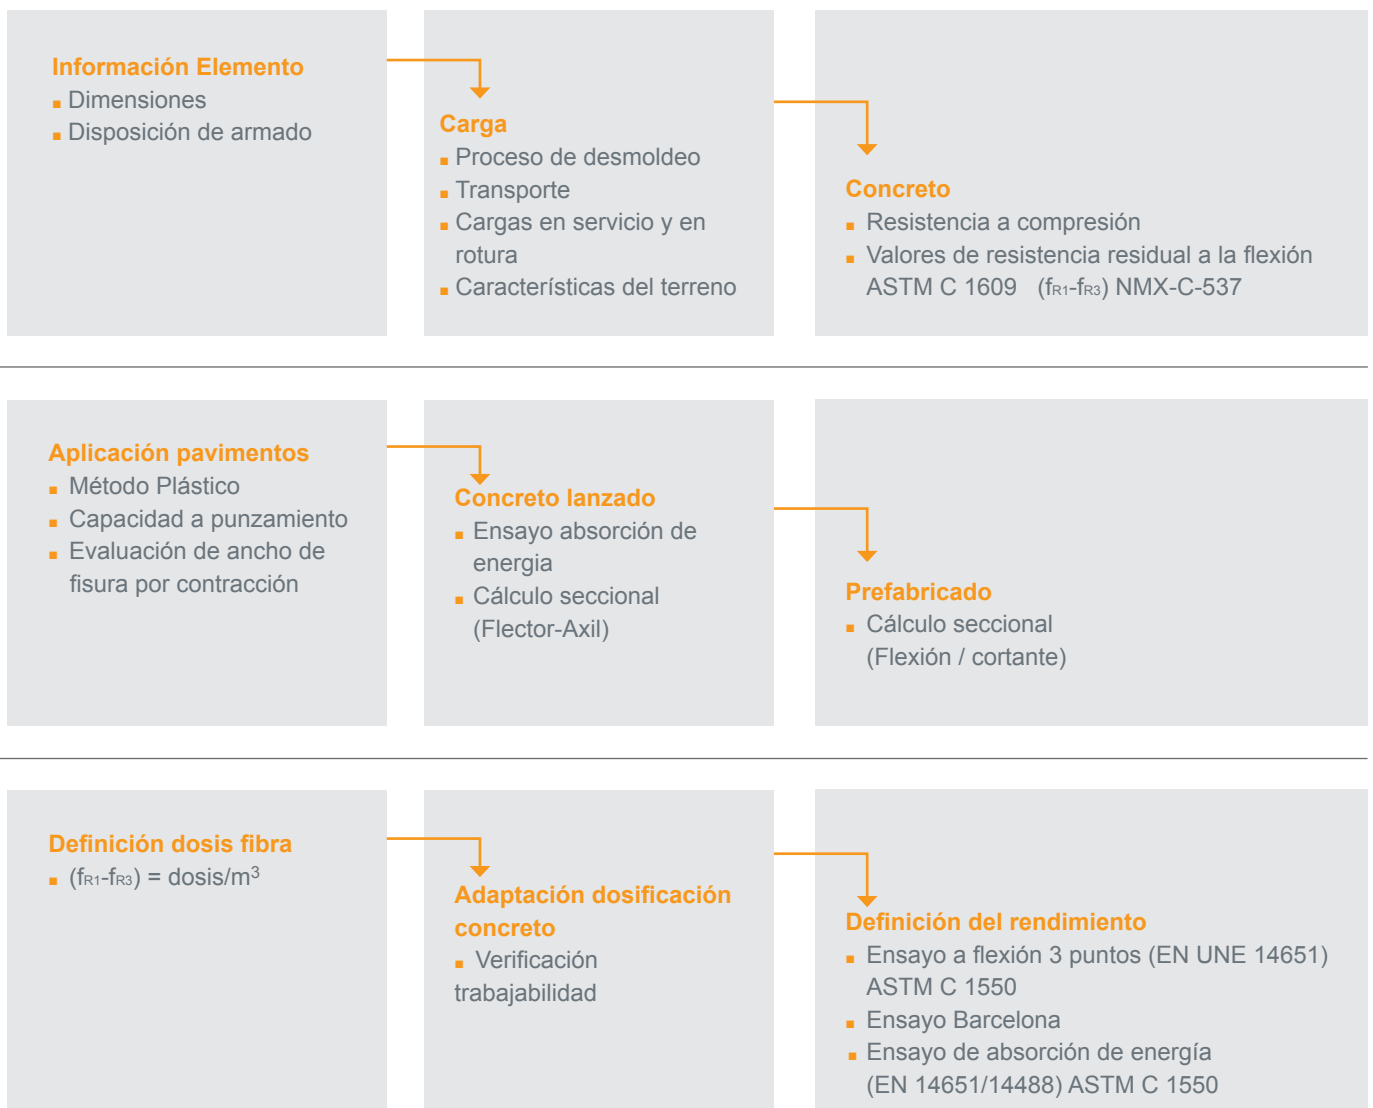 Información Elemento
▪ Dimensiones
▪ Disposición de armado
Carga
▪ Proceso de desmoldeo
▪ Transporte
▪ Cargas en servicio y en
rotura
▪ Características del terreno
Concreto
▪ Resistencia a compresión
▪ Valores de resistencia residual a la flexión
ASTM C 1609 (fR1-fR3) NMX-C-537
Aplicación pavimentos
▪ Método Plástico
▪ Capacidad a punzamiento
▪ Evaluación de ancho de
fisura por contracción
Concreto lanzado
▪ Ensayo absorción de
energia
▪ Cálculo seccional
(Flector-Axil)
Prefabricado
▪ Cálculo seccional
(Flexión / cortante)
Definición dosis fibra
▪ (fR1-fR3) = dosis/m³
Adaptación dosificación
concreto
▪ Verificación
trabajabilidad
Definición del rendimiento
▪ Ensayo a flexión 3 puntos (EN UNE 14651)
ASTM C 1550
▪ Ensayo Barcelona
▪ Ensayo de absorción de energía
(EN 14651/14488) ASTM C 1550